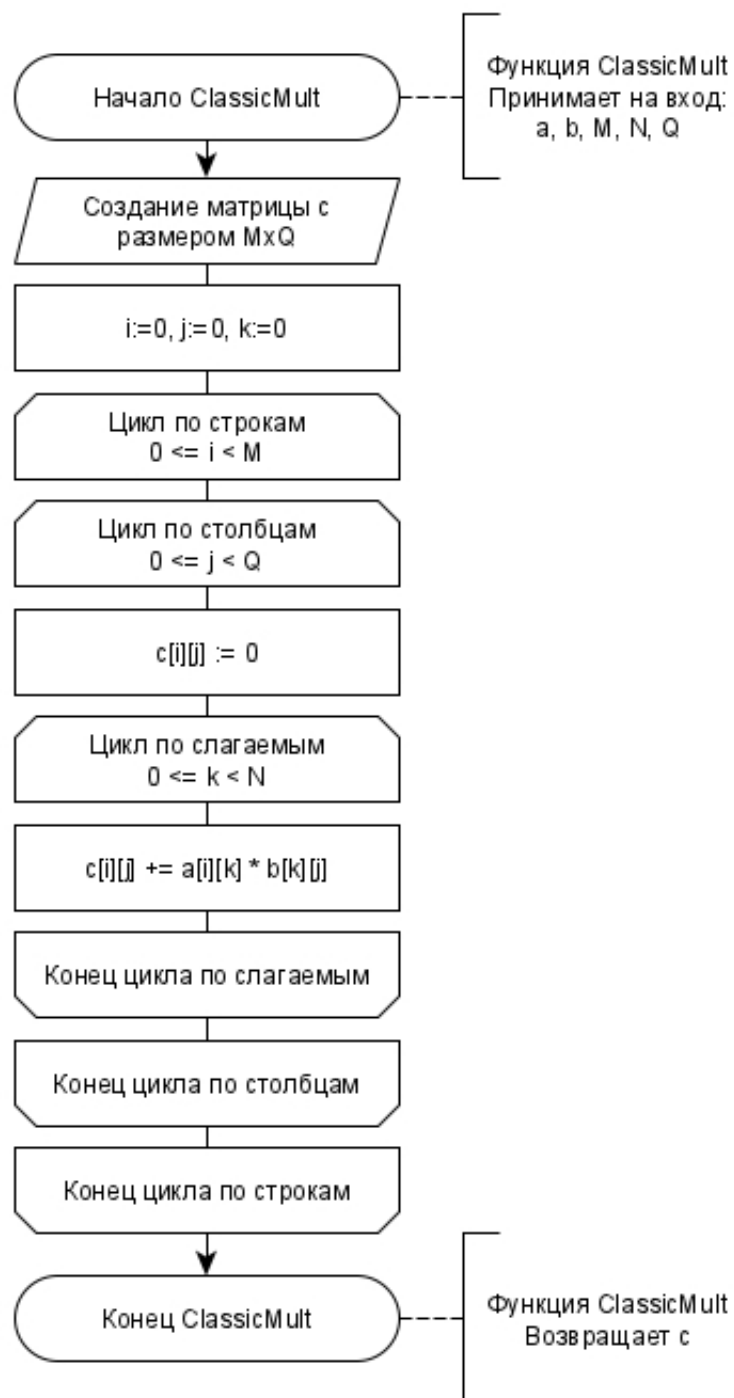 Начало ClassicMult
Функция ClassicMult
Принимает на вход:
a, b, M, N, Q
Создание матрицы с
размером MxQ
i:=0, j:=0, k:=0
Цикл по строкам
0 <= i < M
Цикл по столбцам
0 <= j < Q
c[i][j] := 0
Цикл по слагаемым
0 <= k < N
c[i][j] += a[i][k] * b[k][j]
Конец цикла по слагаемым
Конец цикла по столбцам
Конец цикла по строкам
Конец ClassicMult
Функция ClassicMult
Возвращает c